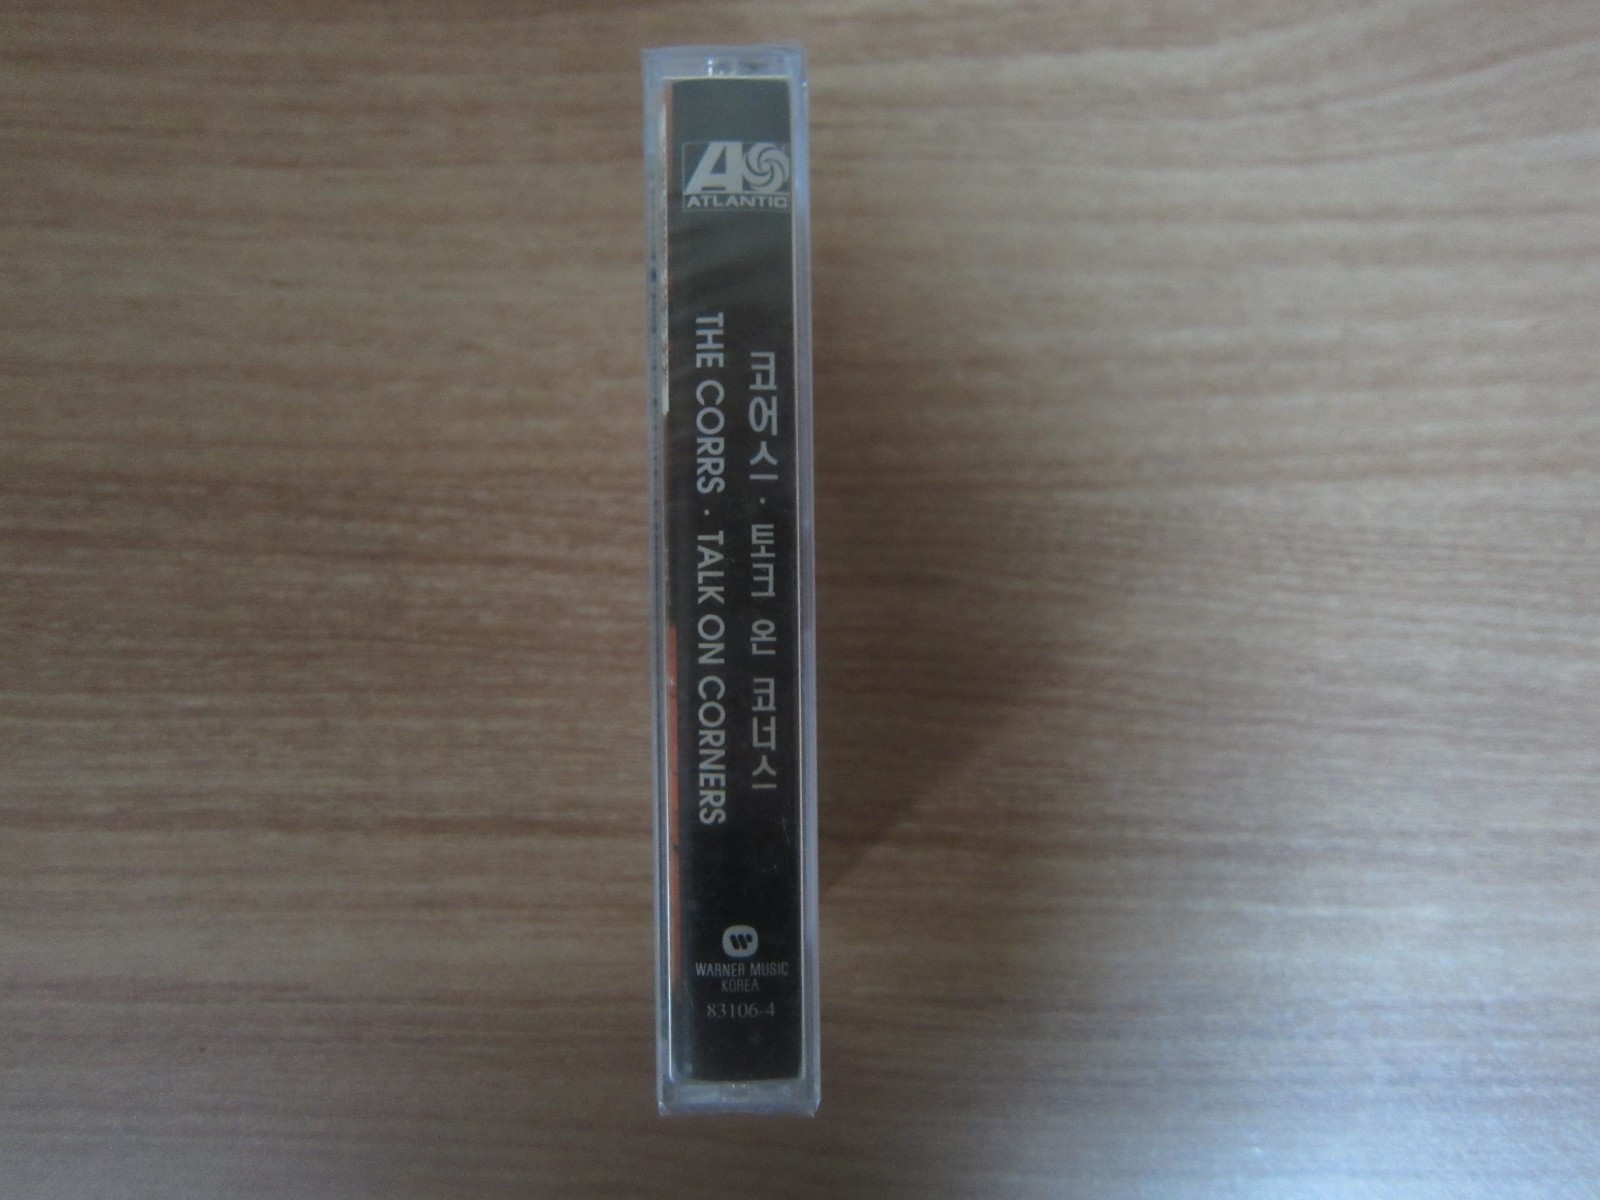 ATLANTIC
코어스 · 토크 온 코너스
THE CORRS · TALK ON CORNERS
WARNER MUSIC
KOREA
83106-4